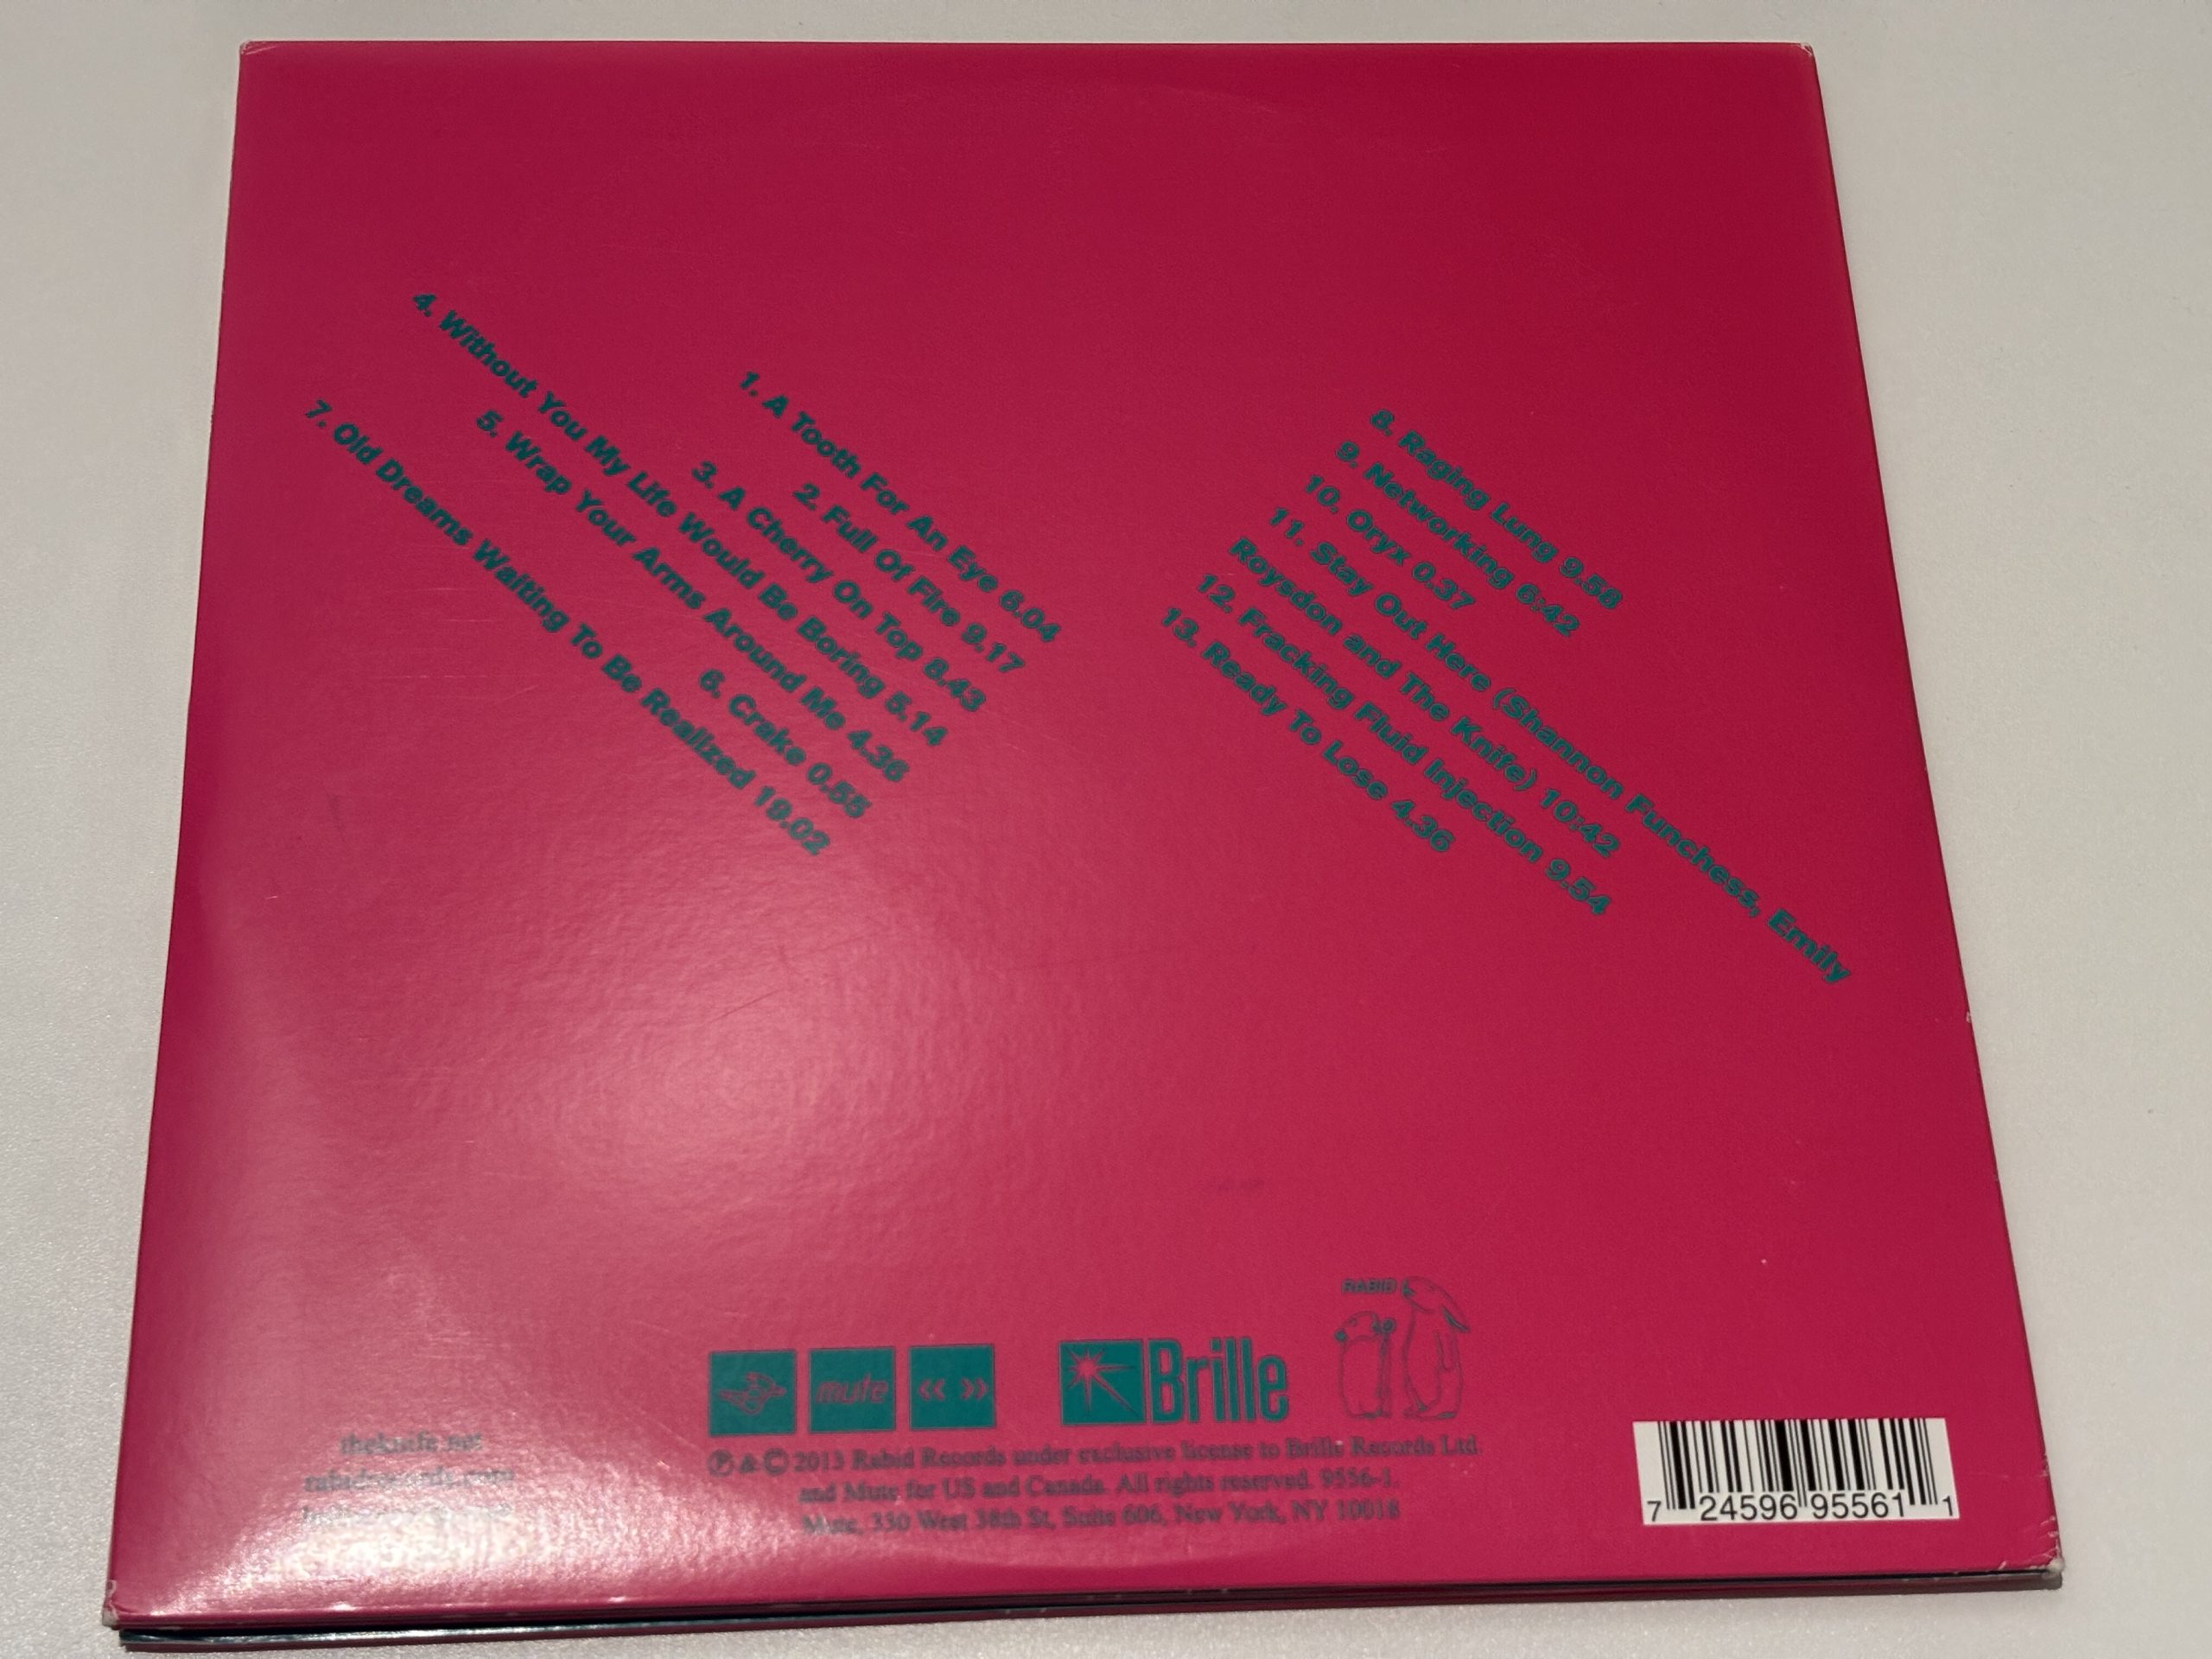 1. A Tooth For An Eye 6.04
2. Full Of Fire 9.17
3. A Cherry On Top 8.43
4. Without You My Life Would Be Boring 5.14
5. Wrap Your Arms Around Me 4.36
6. Crake 0.55
7. Old Dreams Waiting To Be Realized 19.02
8. Raging Lung 9.58
9. Networking 6:42
10. Oryx 0.37
11. Stay Out Here (Shannon Funchess, Emily
Roysdon and The Knife) 10:42
12. Fracking Fluid Injection 9.54
13. Ready To Lose 4.36
RABID
mute
Brille
theknife.net
rabidrecords.com
℗ & © 2013 Rabid Records under exclusive license to Brille Records Ltd.
and Mute for US and Canada. All rights reserved. 9556-1.
Mute, 330 West 38th St, Suite 606, New York, NY 10018
7 24596 95561 1